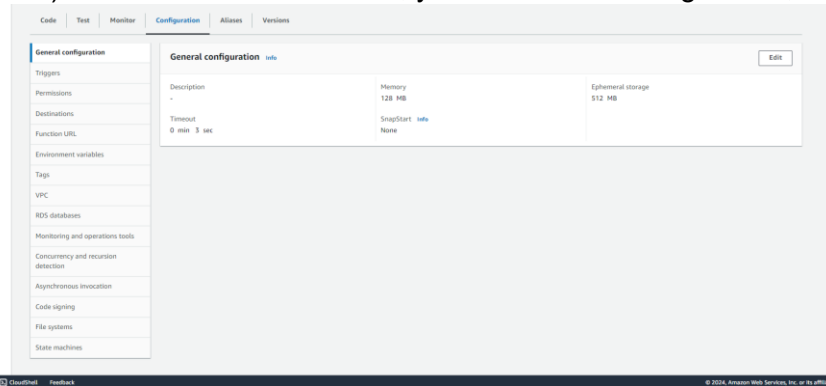 Code Test Monitor Configuration Aliases Versions
General configuration
Triggers
Permissions
Destinations
Function URL
Environment variables
Tags
VPC
RDS databases
Monitoring and operations tools
Concurrency and recursion
detection
Asynchronous invocation
Code signing
File systems
State machines
General configuration Info
Edit
Description
-
Memory
128 MB
Ephemeral storage
512 MB
Timeout
0 min 3 sec
SnapStart Info
None
CloudShell Feedback
© 2024, Amazon Web Services, Inc. or its